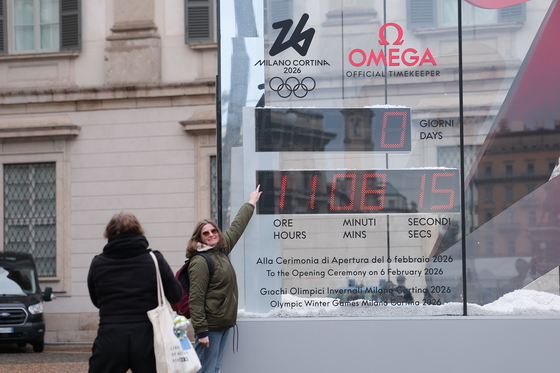 26
MILANO CORTINA
2026
OMEGA
OFFICIAL TIMEKEEPER
0
GIORNI
DAYS
11 08 15
ORE MINUTI SECONDI
HOURS MINS SECS
Alla Cerimonia di Apertura del 6 febbraio 2026
To the Opening Ceremony on 6 February 2026
Giochi Olimpici Invernali Milano Cortina 2026
Olympic Winter Games Milano Cortina 2026